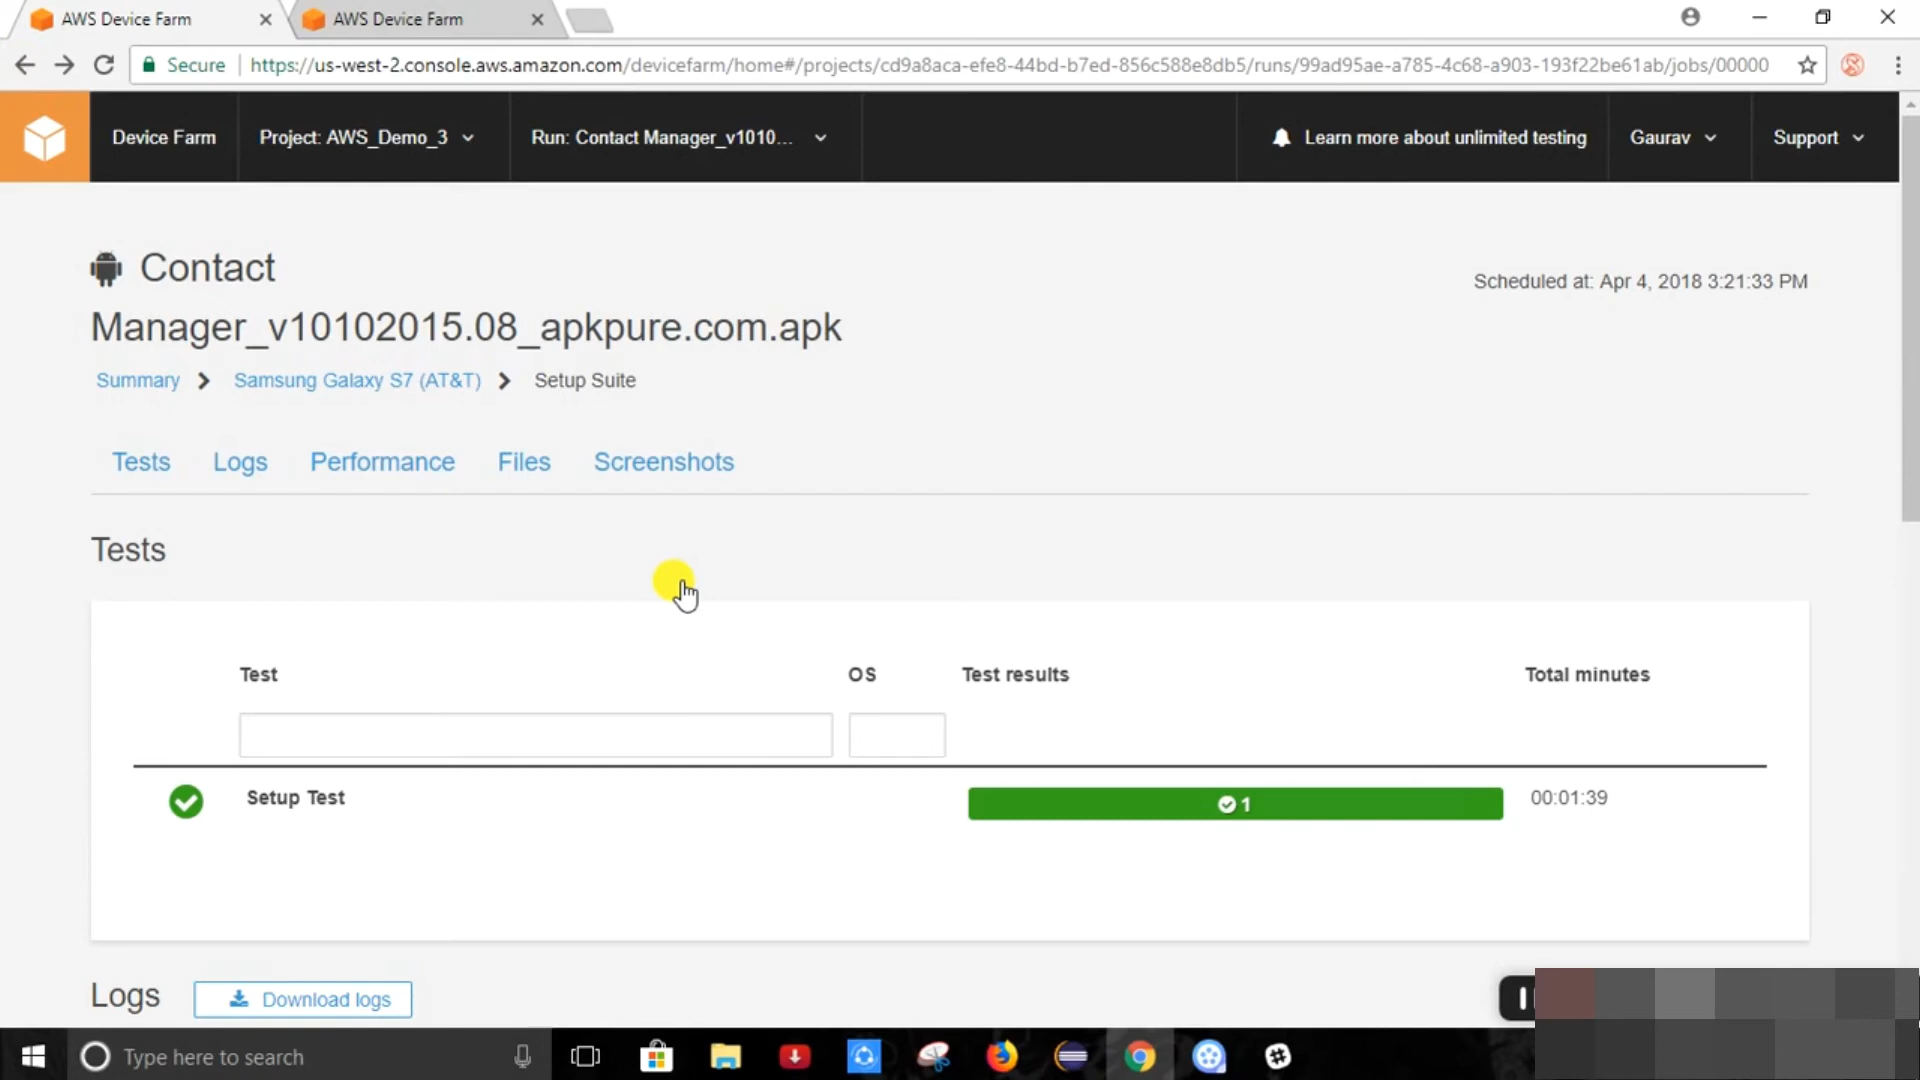 AWS Device Farm
AWS Device Farm
Secure
https://us-west-2.console.aws.amazon.com/devicefarm/home#/projects/cd9a8aca-efe8-44bd-b7ed-856c588e8db5/runs/99ad95ae-a785-4c68-a903-193f22be61ab/jobs/00000
Device Farm
Project: AWS_Demo_3
Run: Contact Manager_v1010...
Learn more about unlimited testing
Gaurav
Support
Contact
Manager_v10102015.08_apkpure.com.apk
Scheduled at: Apr 4, 2018 3:21:33 PM
Summary
Samsung Galaxy S7 (AT&T)
Setup Suite
Tests
Logs
Performance
Files
Screenshots
Tests
Test
OS
Test results
Total minutes
Setup Test
1
00:01:39
Logs
Download logs
Type here to search